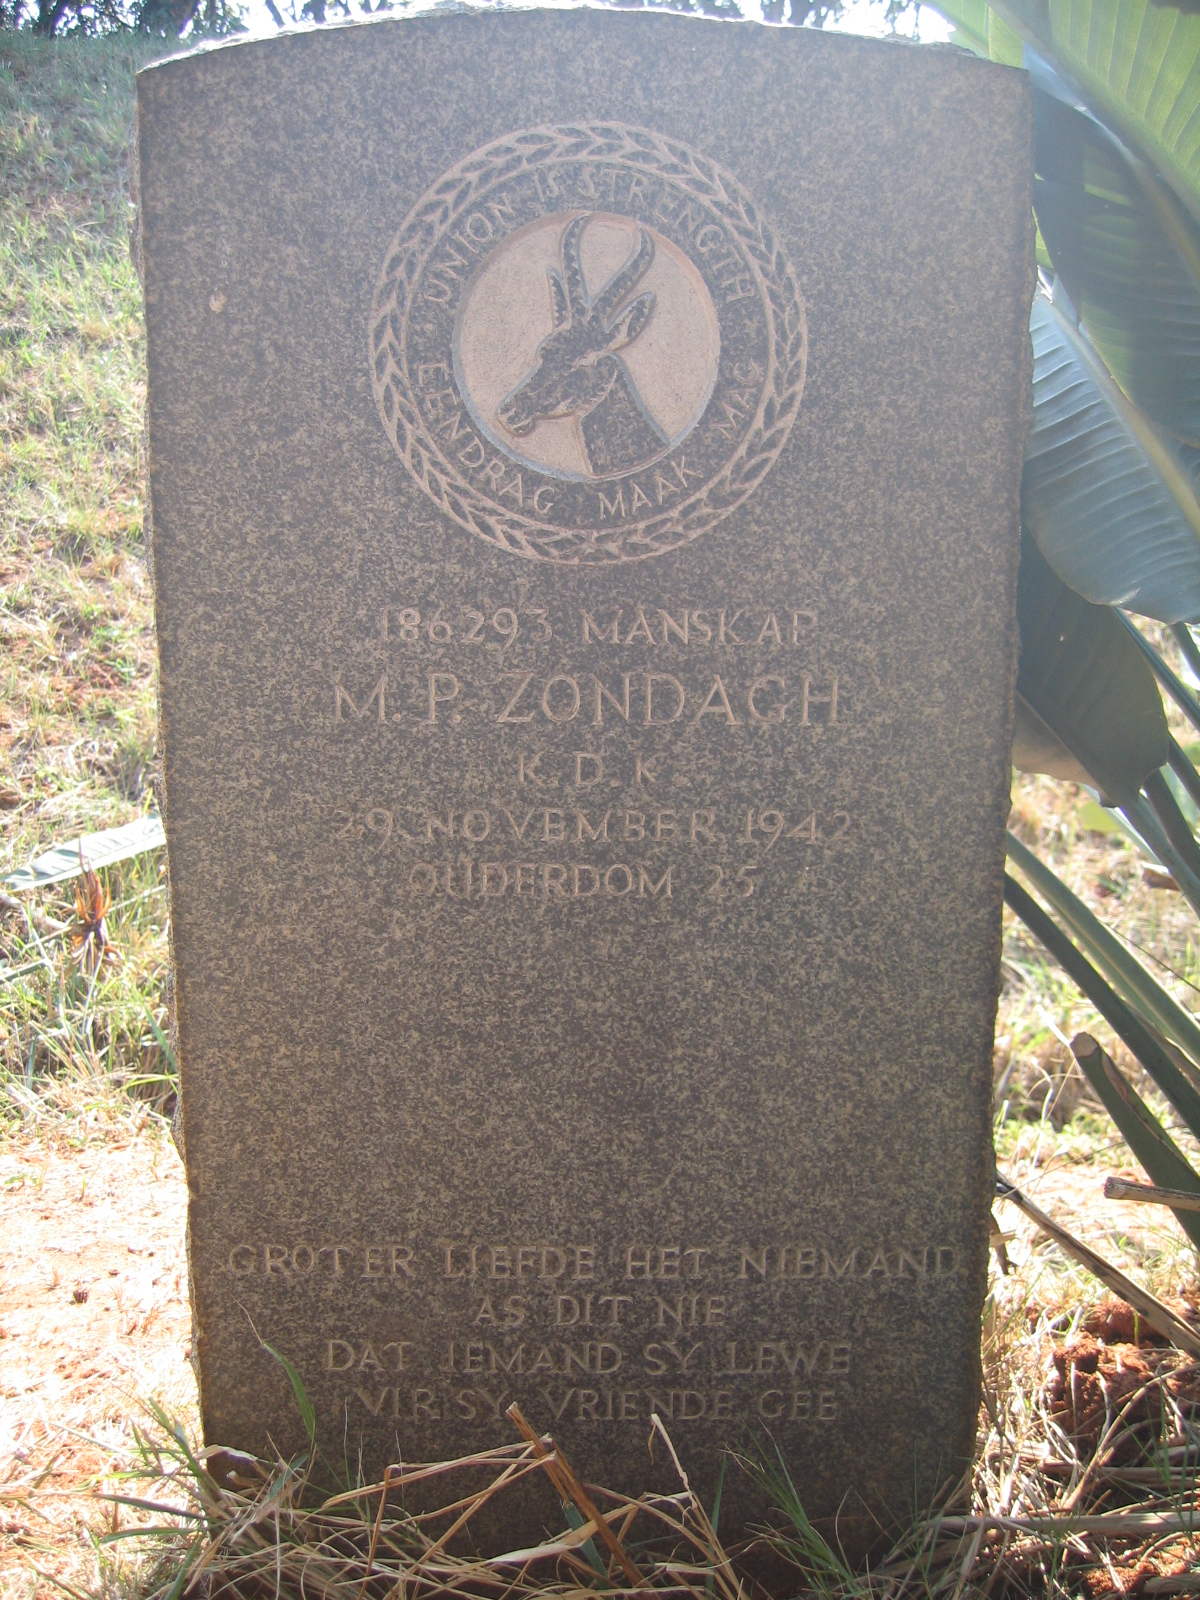 UNION IS STRENGTH
EENDRAG MAAK MAG
186293 MANSKAP
M. P. ZONDAGH
K. D. K.
29 NOVEMBER 1942
OUDERDOM 25
GROTER LIEFDE HET NIEMAND
AS DIT NIE
DAT IEMAND SY LEWE
VIR SY VRIENDE GEE